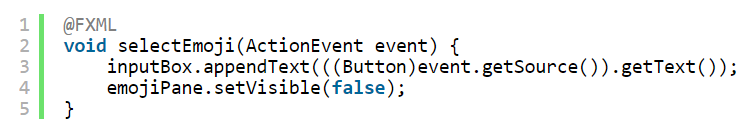 1 @FXML
2 void selectEmoji(ActionEvent event) {
3     inputBox.appendText(((Button)event.getSource()).getText());
4     emojiPane.setVisible(false);
5 }